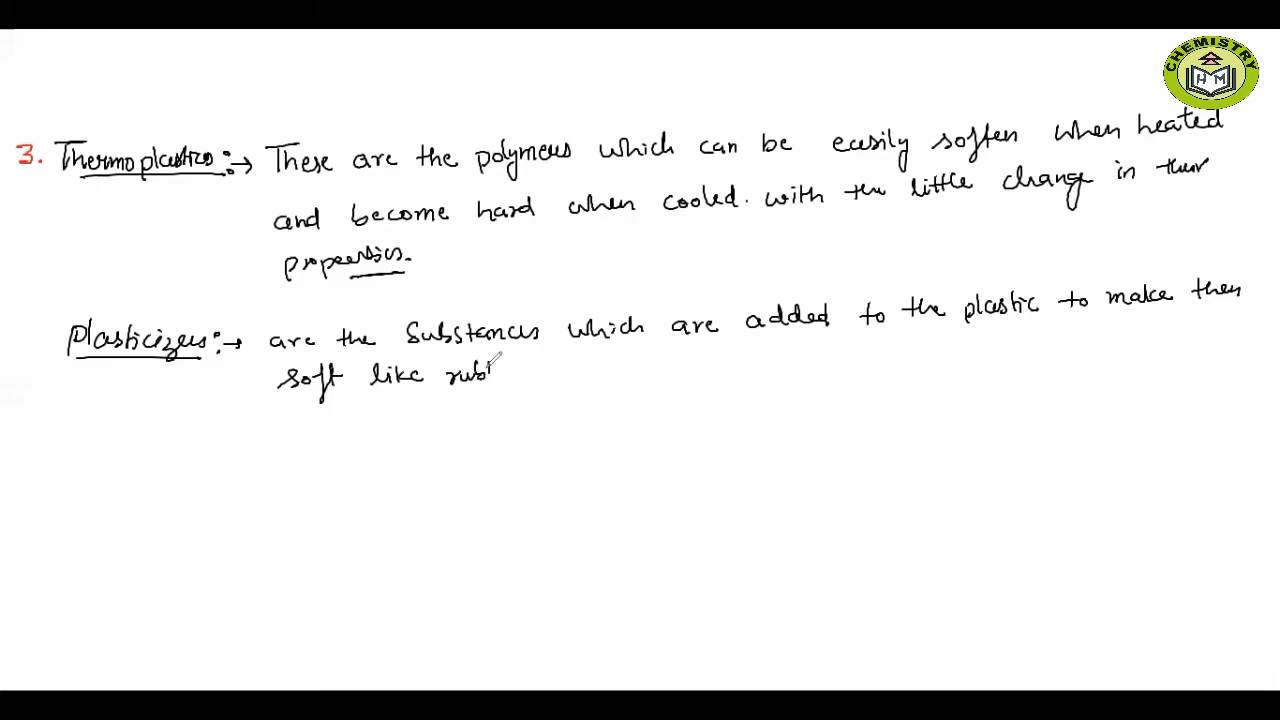 CHEMISTRY
H M
3. Thermoplastics :→ These are the polymers which can be easily soften when heated
and become hard when cooled. with the little change in their
properties.
Plasticizers :→ are the substances which are added to the plastic to make them
soft like rub